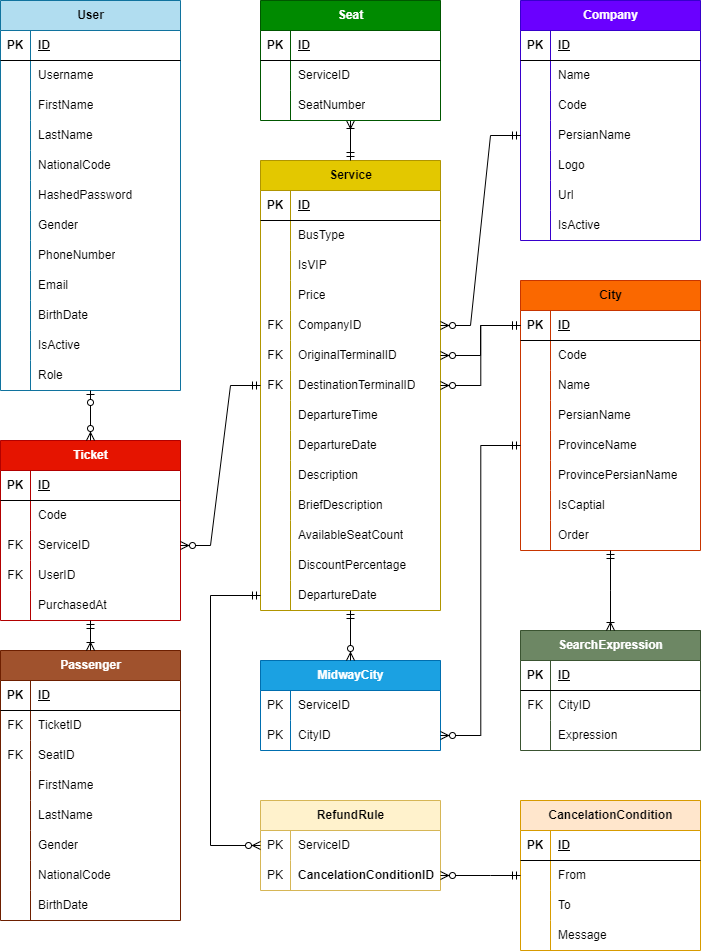 User
PK ID
Username
FirstName
LastName
NationalCode
HashedPassword
Gender
PhoneNumber
Email
BirthDate
IsActive
Role
Ticket
PK ID
Code
FK ServiceID
FK UserID
PurchasedAt
Passenger
PK ID
FK TicketID
FK SeatID
FirstName
LastName
Gender
NationalCode
BirthDate
Seat
PK ID
ServiceID
SeatNumber
Service
PK ID
BusType
IsVIP
Price
FK CompanyID
FK OriginalTerminalID
FK DestinationTerminalID
DepartureTime
DepartureDate
Description
BriefDescription
AvailableSeatCount
DiscountPercentage
DepartureDate
MidwayCity
PK ServiceID
PK CityID
RefundRule
PK ServiceID
PK CancelationConditionID
Company
PK ID
Name
Code
PersianName
Logo
Url
IsActive
City
PK ID
Code
Name
PersianName
ProvinceName
ProvincePersianName
IsCaptial
Order
SearchExpression
PK ID
FK CityID
Expression
CancelationCondition
PK ID
From
To
Message